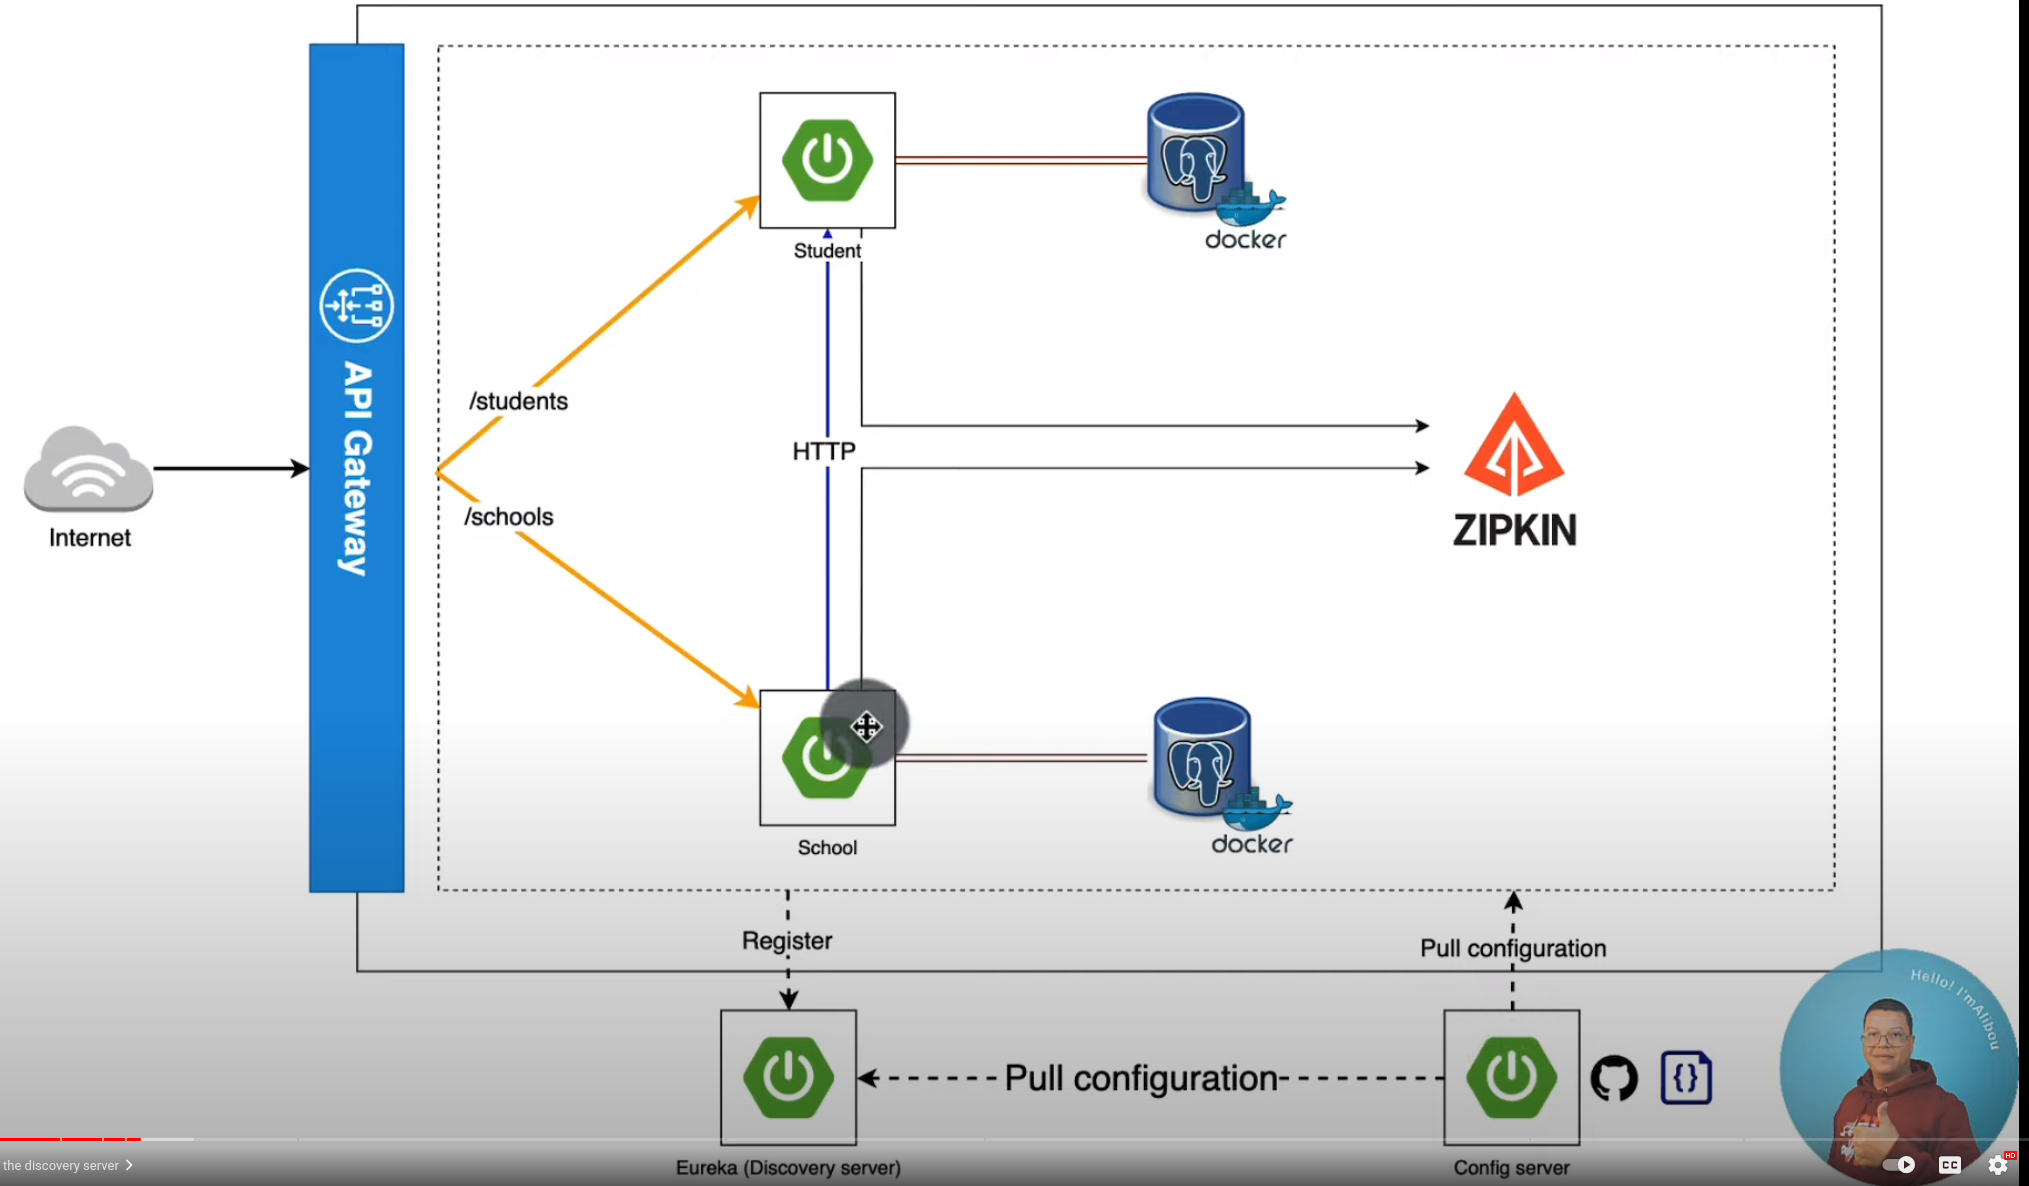 Student
docker
/students
API Gateway
HTTP
/schools
Internet
ZIPKIN
School
docker
Register
Pull configuration
Hello! I'mAlibou
Pull configuration
{}
Eureka (Discovery server)
Config server
the discovery server
CC
HD